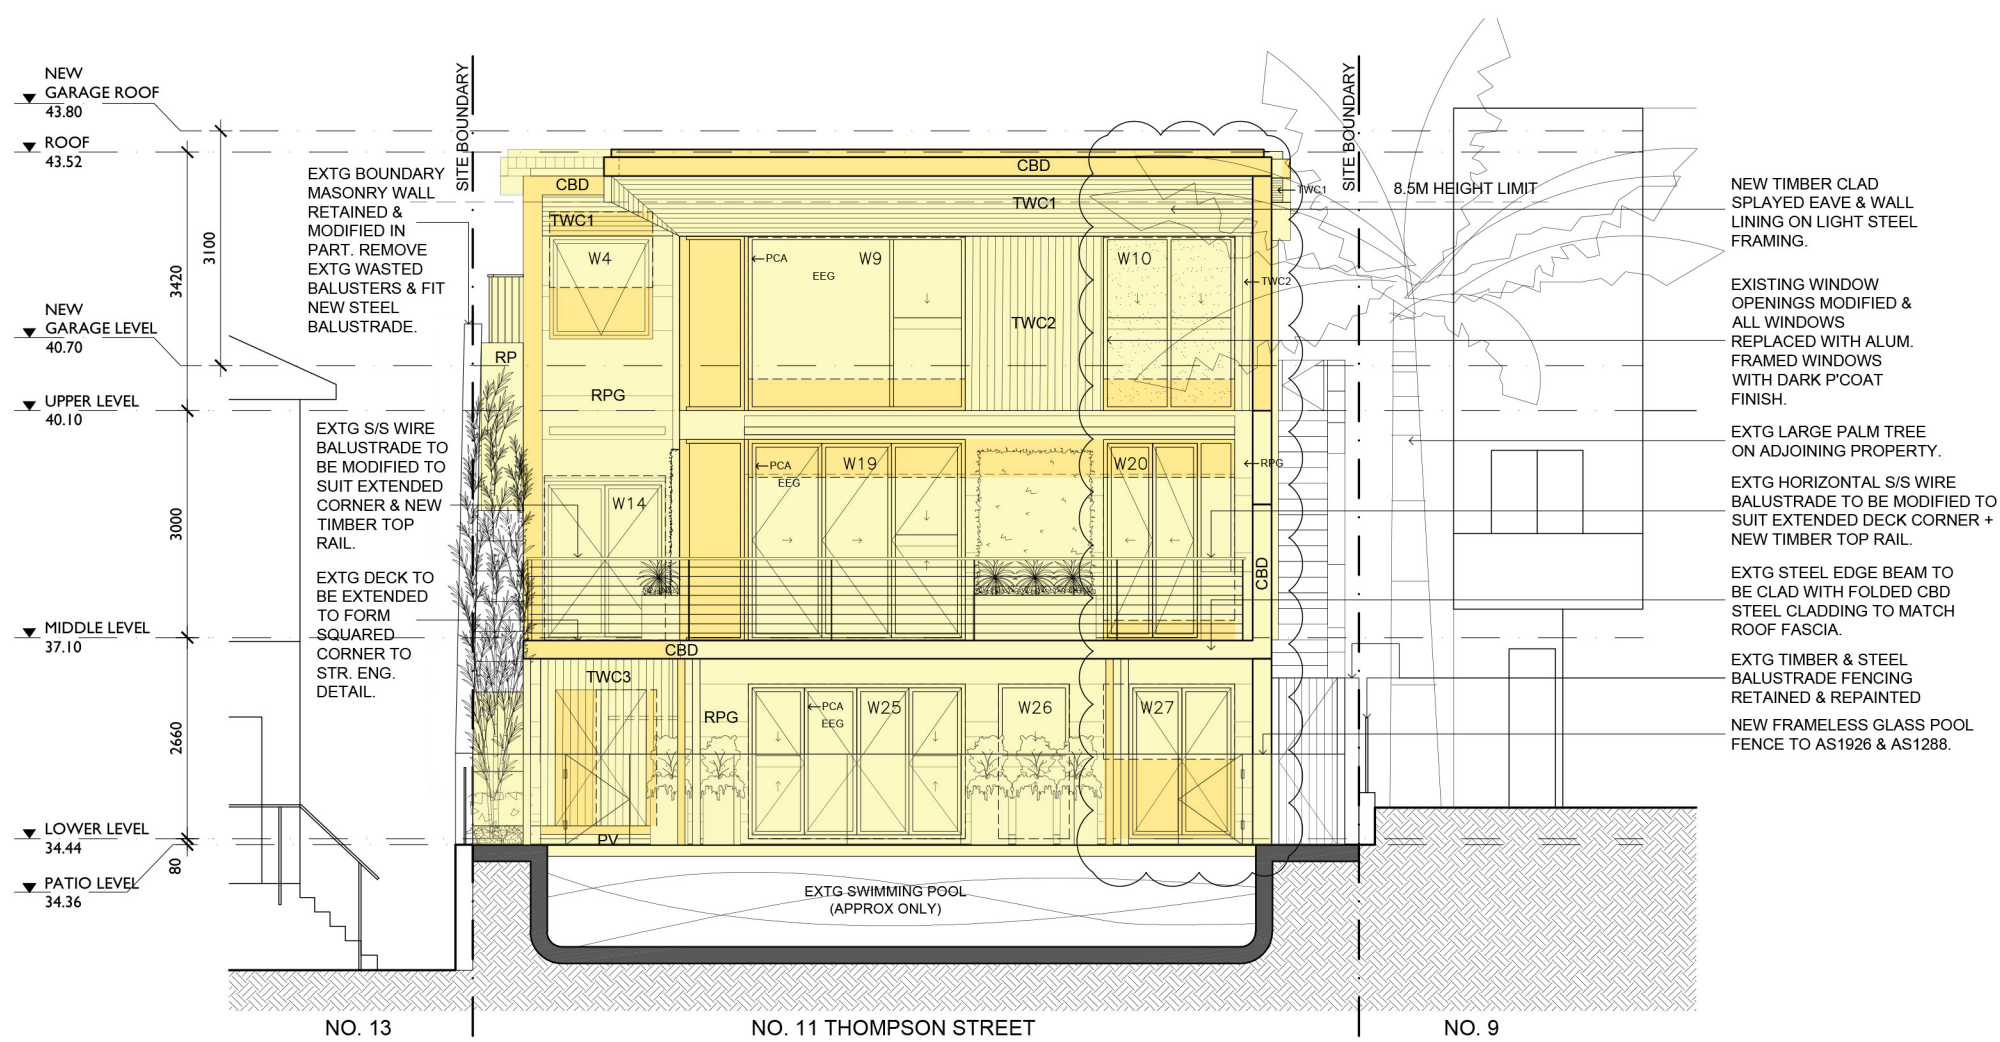 NEW
GARAGE ROOF
43.80
ROOF
43.52
NEW
GARAGE LEVEL
40.70
UPPER LEVEL
40.10
MIDDLE LEVEL
37.10
LOWER LEVEL
34.44
PATIO LEVEL
34.36
3100
3420
3000
2660
80
EXTG BOUNDARY
MASONRY WALL
RETAINED &
MODIFIED IN
PART. REMOVE
EXTG WASTED
BALUSTERS & FIT
NEW STEEL
BALUSTRADE.
EXTG S/S WIRE
BALUSTRADE TO
BE MODIFIED TO
SUIT EXTENDED
CORNER & NEW
TIMBER TOP
RAIL.
EXTG DECK TO
BE EXTENDED
TO FORM
SQUARED
CORNER TO
STR. ENG.
DETAIL.
SITE BOUNDARY
SITE BOUNDARY
CBD
CBD
TWC1
TWC1
TWC1
8.5M HEIGHT LIMIT
W4
PCA
EEG
W9
W10
TWC2
TWC2
RP
RPG
W14
PCA
EEG
W19
W20
RPG
CBD
CBD
TWC3
RPG
PCA
EEG
W25
W26
W27
PV
EXTG SWIMMING POOL
(APPROX ONLY)
NEW TIMBER CLAD
SPLAYED EAVE & WALL
LINING ON LIGHT STEEL
FRAMING.
EXISTING WINDOW
OPENINGS MODIFIED &
ALL WINDOWS
REPLACED WITH ALUM.
FRAMED WINDOWS
WITH DARK P'COAT
FINISH.
EXTG LARGE PALM TREE
ON ADJOINING PROPERTY.
EXTG HORIZONTAL S/S WIRE
BALUSTRADE TO BE MODIFIED TO
SUIT EXTENDED DECK CORNER +
NEW TIMBER TOP RAIL.
EXTG STEEL EDGE BEAM TO
BE CLAD WITH FOLDED CBD
STEEL CLADDING TO MATCH
ROOF FASCIA.
EXTG TIMBER & STEEL
BALUSTRADE FENCING
RETAINED & REPAINTED
NEW FRAMELESS GLASS POOL
FENCE TO AS1926 & AS1288.
NO. 13
NO. 11 THOMPSON STREET
NO. 9